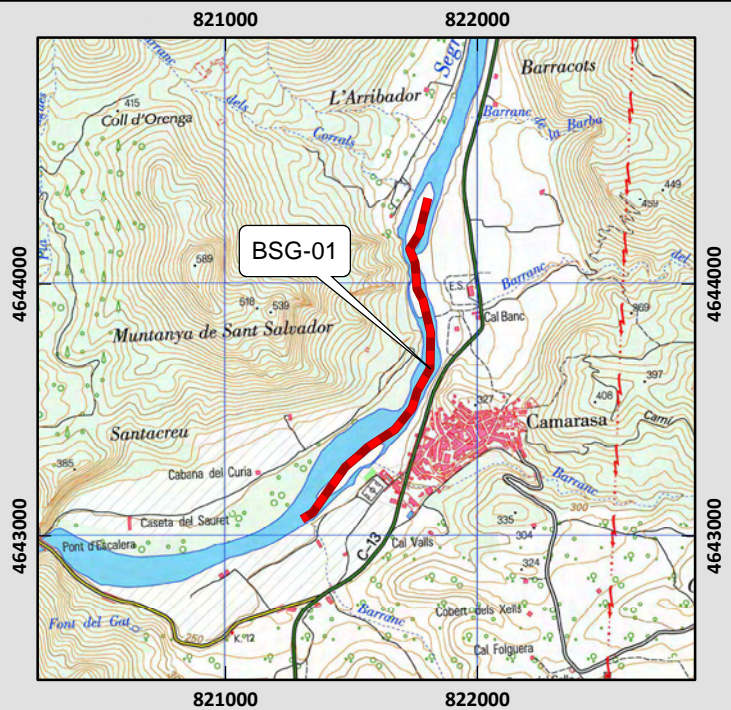 821000 822000
Segr
Barracots
Barranc dels Corrals
L'Arribador
415
Coll d'Orenga
Barranc de la Barba
449
459
BSG-01
589
4644000
4644000
E.S.
Barranc del
518
539
Cal Banc
369
Muntanya de Sant Salvador
397
327
408
Camarasa
Camí
Santacreu
385
Cabana del Curia
Barranc
300
Caseta del Sauret
335
304
4643000
4643000
Pont d'Escalera
C-13
Cal Valls
324
Font del Gat
250
K. 12
Barranc
Cobert dels Xells
Cal Folguera
821000 822000